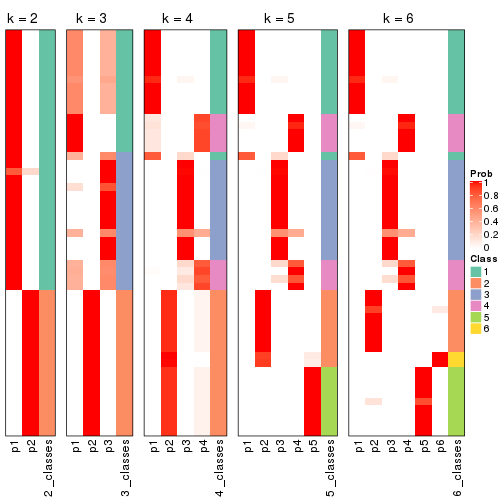 k = 2
k = 3
k = 4
k = 5
k = 6
p1
p2
2_classes
p1
p2
p3
3_classes
p1
p2
p3
p4
4_classes
p1
p2
p3
p4
p5
5_classes
p1
p2
p3
p4
p5
p6
6_classes
Prob
1
0.8
0.6
0.4
0.2
0
Class
1
2
3
4
5
6